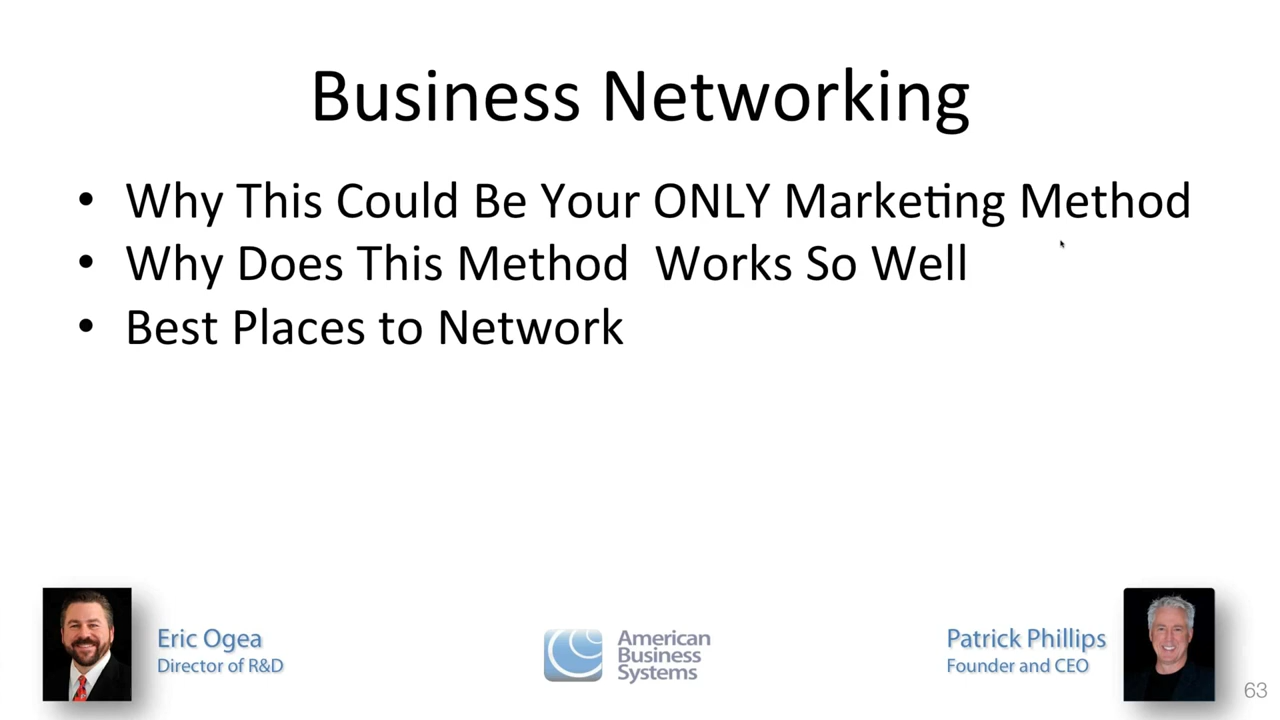 Business Networking
• Why This Could Be Your ONLY Marketing Method
• Why Does This Method  Works So Well
• Best Places to Network
Eric Ogea
Director of R&D
American
Business
Systems
Patrick Phillips
Founder and CEO
63